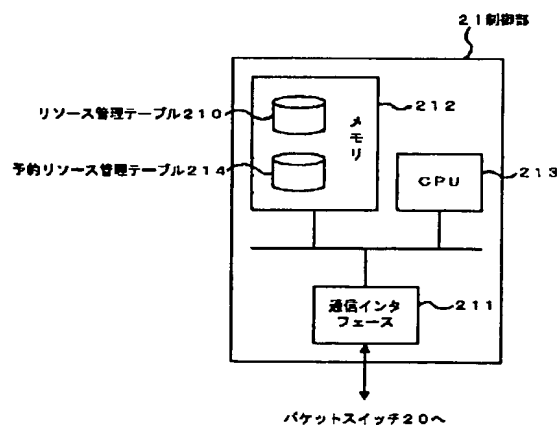 21制御部
リソース管理テーブル210
212
メモリ
予約リソース管理テーブル214
CPU
213
通信インタ
フェース
211
パケットスイッチ20へ